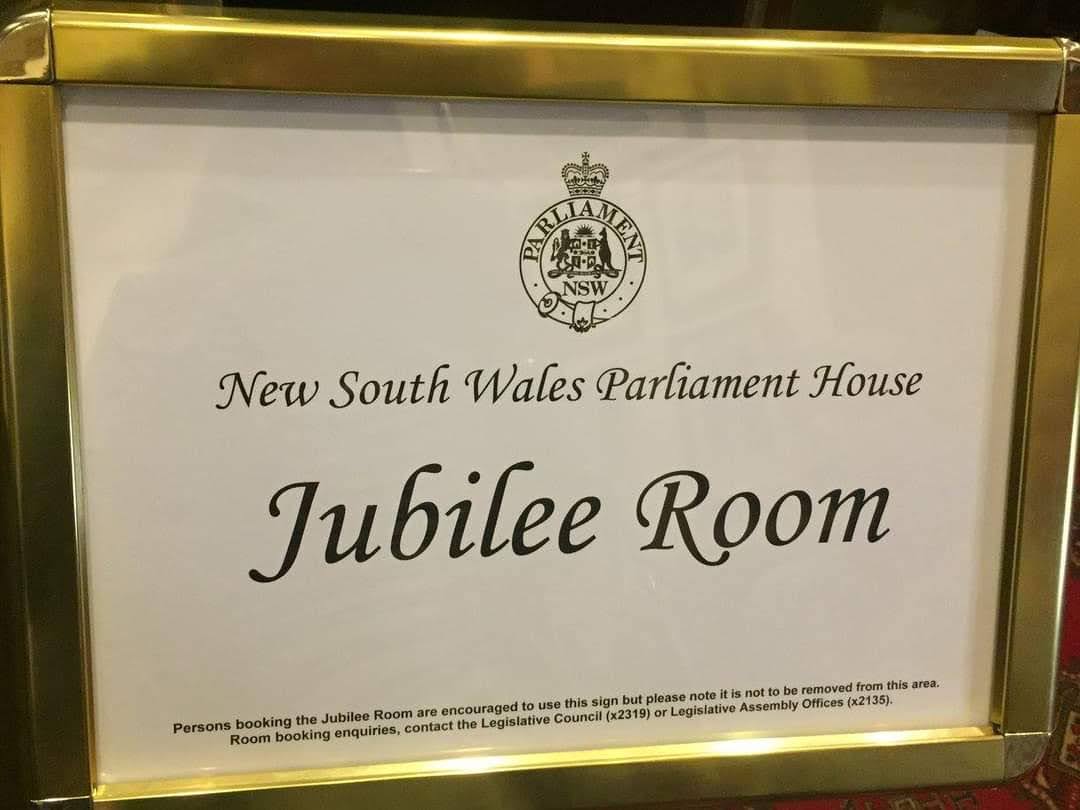 PARLIAMENT
NSW
New South Wales Parliament House
Jubilee Room
Persons booking the Jubilee Room are encouraged to use this sign but please note it is not to be removed from this area.
Room booking enquiries, contact the Legislative Council (x2319) or Legislative Assembly Offices (x2135).